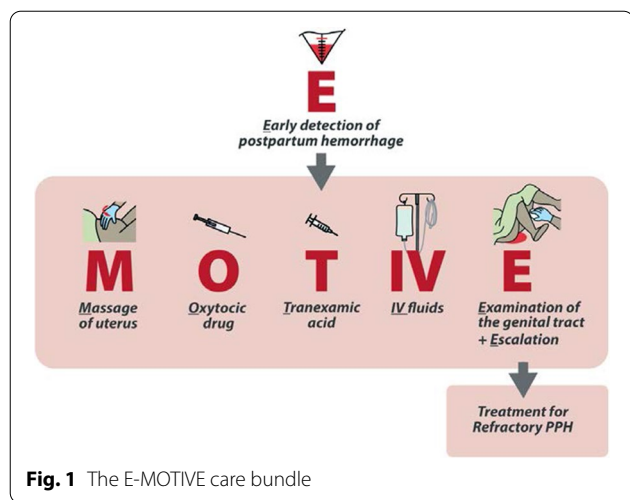 E
Early detection of
postpartum hemorrhage
M
Massage
of uterus
O
Oxytocic
drug
T
Tranexamic
acid
IV
IV fluids
E
Examination of
the genital tract
+ Escalation
Treatment for
Refractory PPH
Fig. 1 The E-MOTIVE care bundle